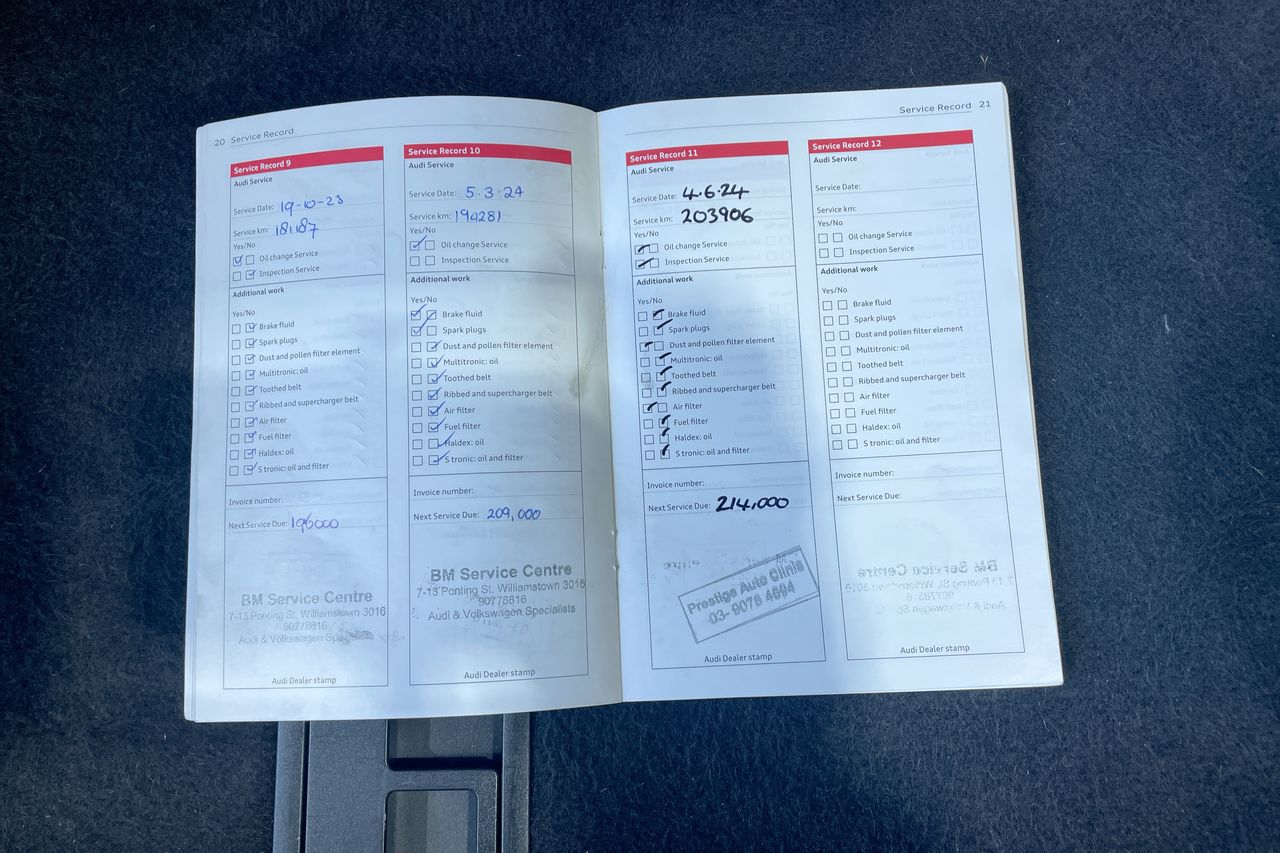 20 Service Record
Service Record 9
Audi Service
Service Date: 19-10-23
Service km: 181187
Yes/No
Oil change Service
Inspection Service
Additional work
Yes/No
Brake fluid
Spark plugs
Dust and pollen filter element
Multitronic: oil
Toothed belt
Ribbed and supercharger belt
Air filter
Fuel filter
Haldex: oil
S tronic: oil and filter
Invoice number:
Next Service Due: 196000
BM Service Centre
7-13 Ponting St, Williamstown 3016
90778816
Audi & Volkswagen
Audi Dealer stamp
Service Record 10
Audi Service
Service Date: 5.3.24
Service km: 194281
Yes/No
Oil change Service
Inspection Service
Additional work
Yes/No
Brake fluid
Spark plugs
Dust and pollen filter element
Multitronic: oil
Toothed belt
Ribbed and supercharger belt
Air filter
Fuel filter
Haldex: oil
S tronic: oil and filter
Invoice number:
Next Service Due: 209,000
BM Service Centre
7-13 Ponting St, Williamstown 3016
90778816
Audi & Volkswagen Specialists
Audi Dealer stamp
Service Record 21
Service Record 11
Audi Service
Service Date: 4.6.24
Service km: 203906
Yes/No
Oil change Service
Inspection Service
Additional work
Yes/No
Brake fluid
Spark plugs
Dust and pollen filter element
Multitronic: oil
Toothed belt
Ribbed and supercharger belt
Air filter
Fuel filter
Haldex: oil
S tronic: oil and filter
Invoice number:
Next Service Due: 214,000
Prestige Auto Clinic
03- 9078 4694
Audi Dealer stamp
Service Record 12
Audi Service
Service Date:
Service km:
Yes/No
Oil change Service
Inspection Service
Additional work
Yes/No
Brake fluid
Spark plugs
Dust and pollen filter element
Multitronic: oil
Toothed belt
Ribbed and supercharger belt
Air filter
Fuel filter
Haldex: oil
S tronic: oil and filter
Invoice number:
Next Service Due:
Audi Dealer stamp